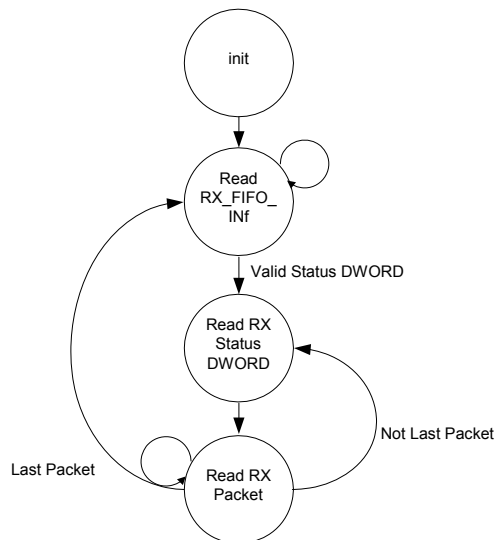 init
Read
RX_FIFO_
INf
Valid Status DWORD
Read RX
Status
DWORD
Not Last Packet
Last Packet
Read RX
Packet